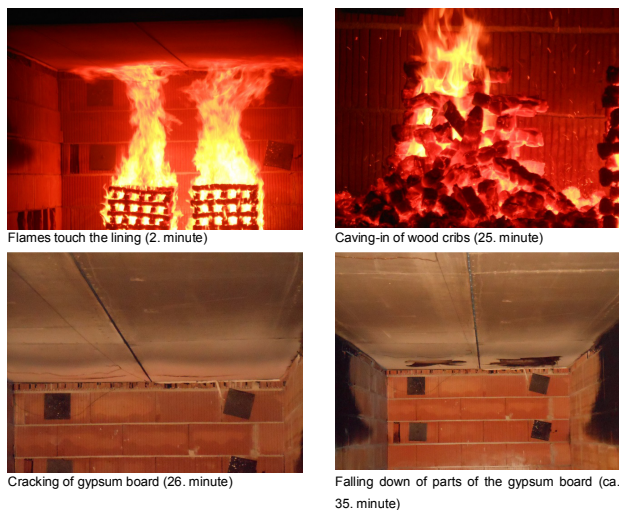 Flames touch the lining (2. minute)
Caving-in of wood cribs (25. minute)
Cracking of gypsum board (26. minute)
Falling down of parts of the gypsum board (ca.
35. minute)